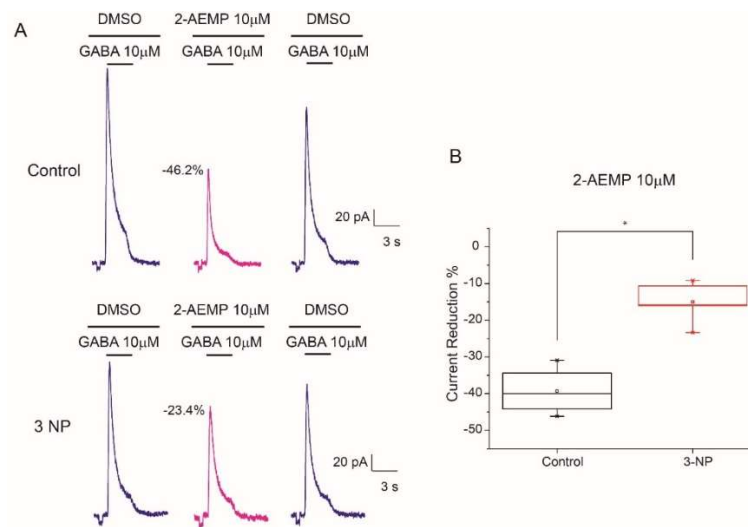 A
DMSO
2-AEMP 10μM
DMSO
GABA 10μM
GABA 10μM
GABA 10μM
Control
-46.2%
20 pA
3 s
DMSO
2-AEMP 10μM
DMSO
GABA 10μM
GABA 10μM
GABA 10μM
3 NP
-23.4%
20 pA
3 s
B
2-AEMP 10μM
*
Current Reduction %
0
-10
-20
-30
-40
-50
Control
3-NP